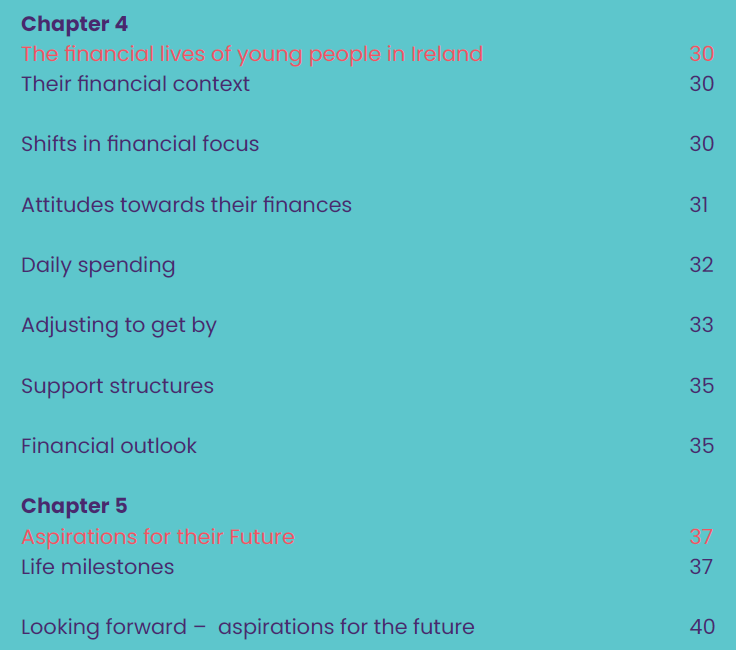 Chapter 4
The financial lives of young people in Ireland 30
Their financial context 30
Shifts in financial focus 30
Attitudes towards their finances 31
Daily spending 32
Adjusting to get by 33
Support structures 35
Financial outlook 35
Chapter 5
Aspirations for their Future 37
Life milestones 37
Looking forward – aspirations for the future 40